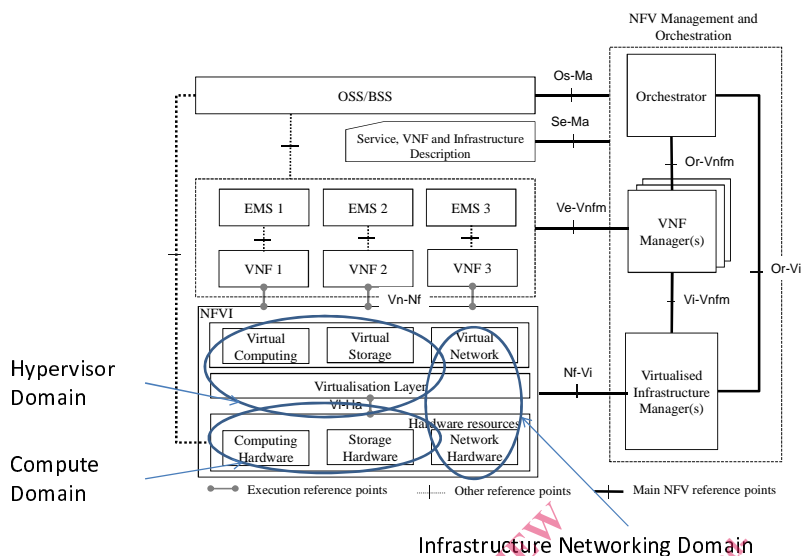 NFV Management and
Orchestration
Os-Ma
OSS/BSS
Orchestrator
Se-Ma
Service, VNF and Infrastructure
Description
Or-Vnfm
EMS 1
EMS 2
EMS 3
Ve-Vnfm
VNF
Manager(s)
VNF 1
VNF 2
VNF 3
Or-Vi
Vn-Nf
Vi-Vnfm
NFVI
Virtual
Computing
Virtual
Storage
Virtual
Network
Hypervisor
Domain
Nf-Vi
Virtualised
Infrastructure
Manager(s)
Virtualisation Layer
Vl-Ha
Hardware resources
Computing
Hardware
Storage
Hardware
Network
Hardware
Compute
Domain
Execution reference points
Other reference points
Main NFV reference points
Infrastructure Networking Domain